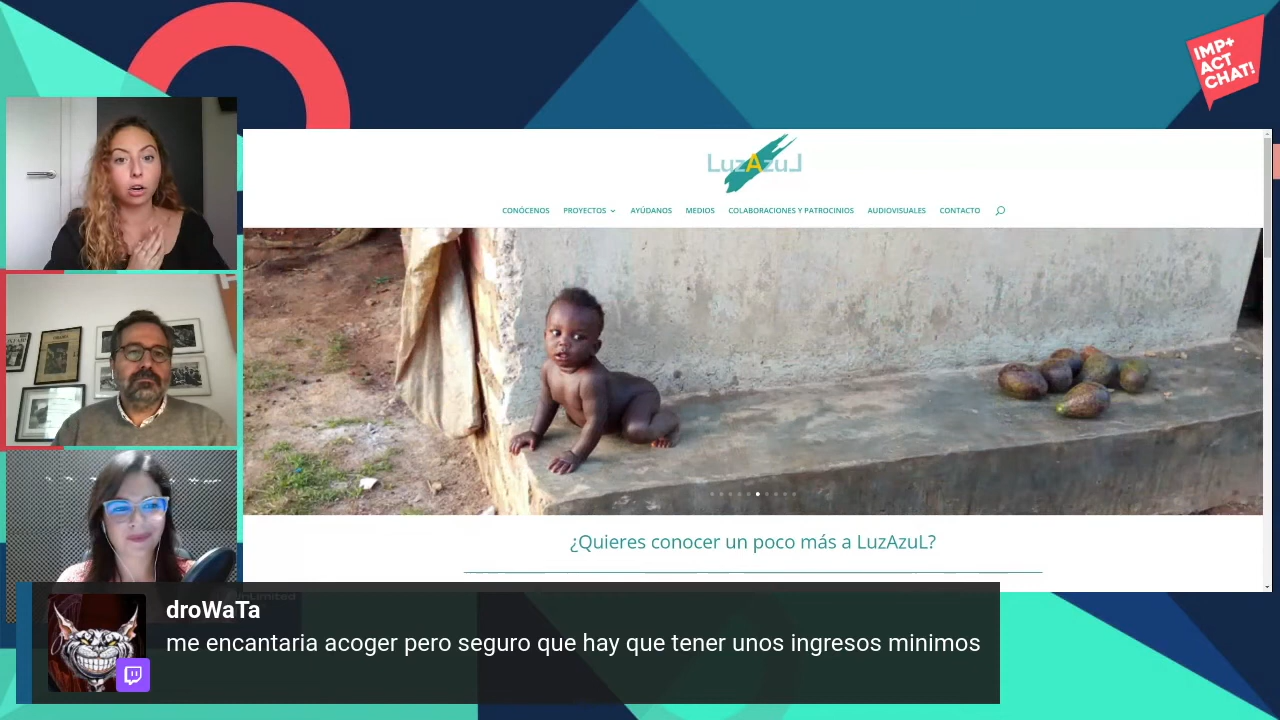 IMP+
ACT
CHAT!
LuzAzuL
CONÓCENOS PROYECTOS AYÚDANOS MEDIOS COLABORACIONES Y PATROCINIOS AUDIOVISUALES CONTACTO
¿Quieres conocer un poco más a LuzAzuL?
droWaTa
me encantaria acoger pero seguro que hay que tener unos ingresos minimos